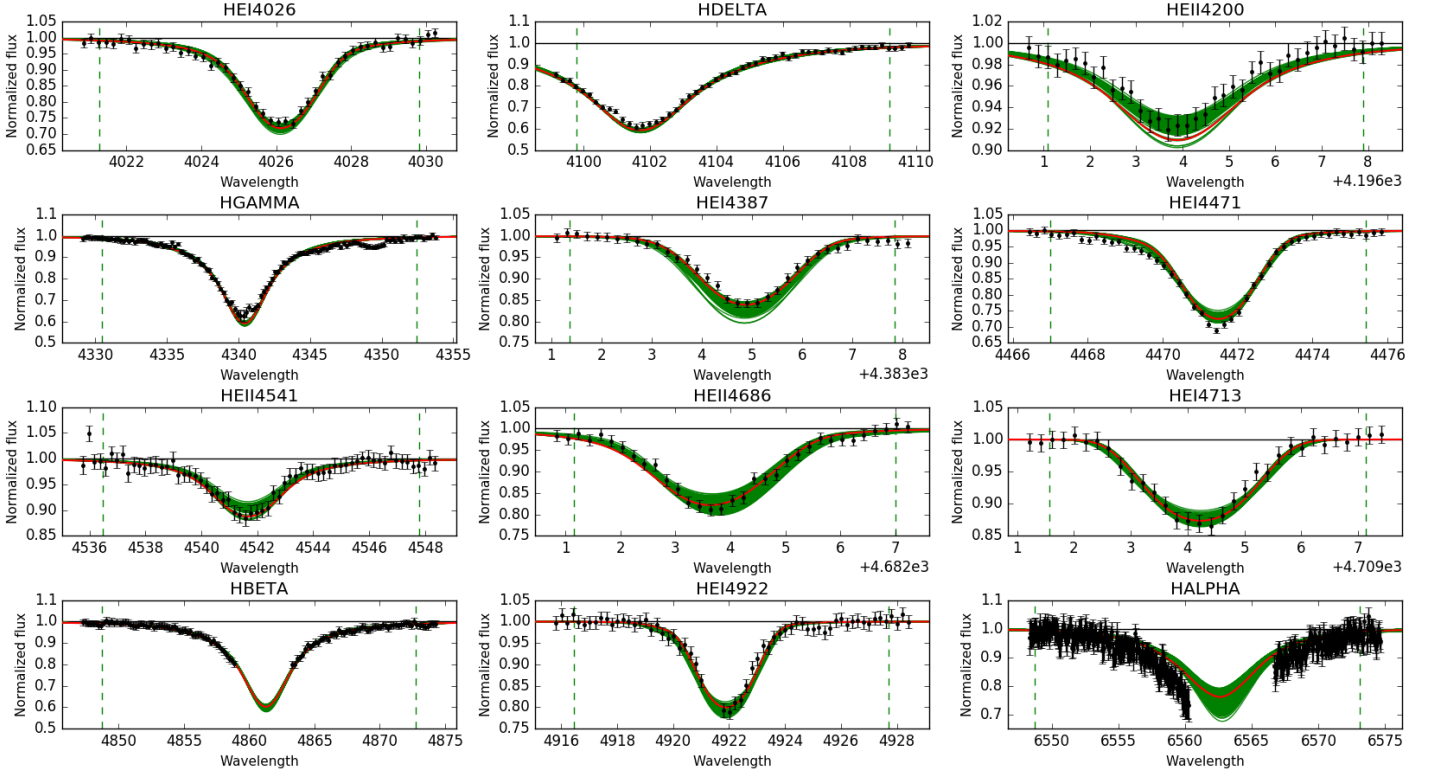 HEI4026
Normalized flux
1.00
0.95
0.90
0.85
0.80
0.75
0.70
0.65
4022 4024 4026 4028 4030
Wavelength
HDELTA
Normalized flux
1.1
1.0
0.9
0.8
0.7
0.6
0.5
4100 4102 4104 4106 4108 4110
Wavelength
HEII4200
Normalized flux
1.02
1.00
0.98
0.96
0.94
0.92
0.90
1 2 3 4 5 6 7 8
Wavelength
+4.196e3
HGAMMA
Normalized flux
1.1
1.0
0.9
0.8
0.7
0.6
0.5
4330 4335 4340 4345 4350 4355
Wavelength
HEI4387
Normalized flux
1.05
1.00
0.95
0.90
0.85
0.80
0.75
1 2 3 4 5 6 7 8
Wavelength
+4.383e3
HEI4471
Normalized flux
1.05
1.00
0.95
0.90
0.85
0.80
0.75
0.70
0.65
4466 4468 4470 4472 4474 4476
Wavelength
HEII4541
Normalized flux
1.10
1.05
1.00
0.95
0.90
0.85
4536 4538 4540 4542 4544 4546 4548
Wavelength
HEII4686
Normalized flux
1.05
1.00
0.95
0.90
0.85
0.80
0.75
1 2 3 4 5 6 7
Wavelength
+4.682e3
HEI4713
Normalized flux
1.05
1.00
0.95
0.90
0.85
1 2 3 4 5 6 7
Wavelength
+4.709e3
HBETA
Normalized flux
1.1
1.0
0.9
0.8
0.7
0.6
0.5
4850 4855 4860 4865 4870 4875
Wavelength
HEI4922
Normalized flux
1.05
1.00
0.95
0.90
0.85
0.80
0.75
4916 4918 4920 4922 4924 4926 4928
Wavelength
HALPHA
Normalized flux
1.1
1.0
0.9
0.8
0.7
6550 6555 6560 6565 6570 6575
Wavelength